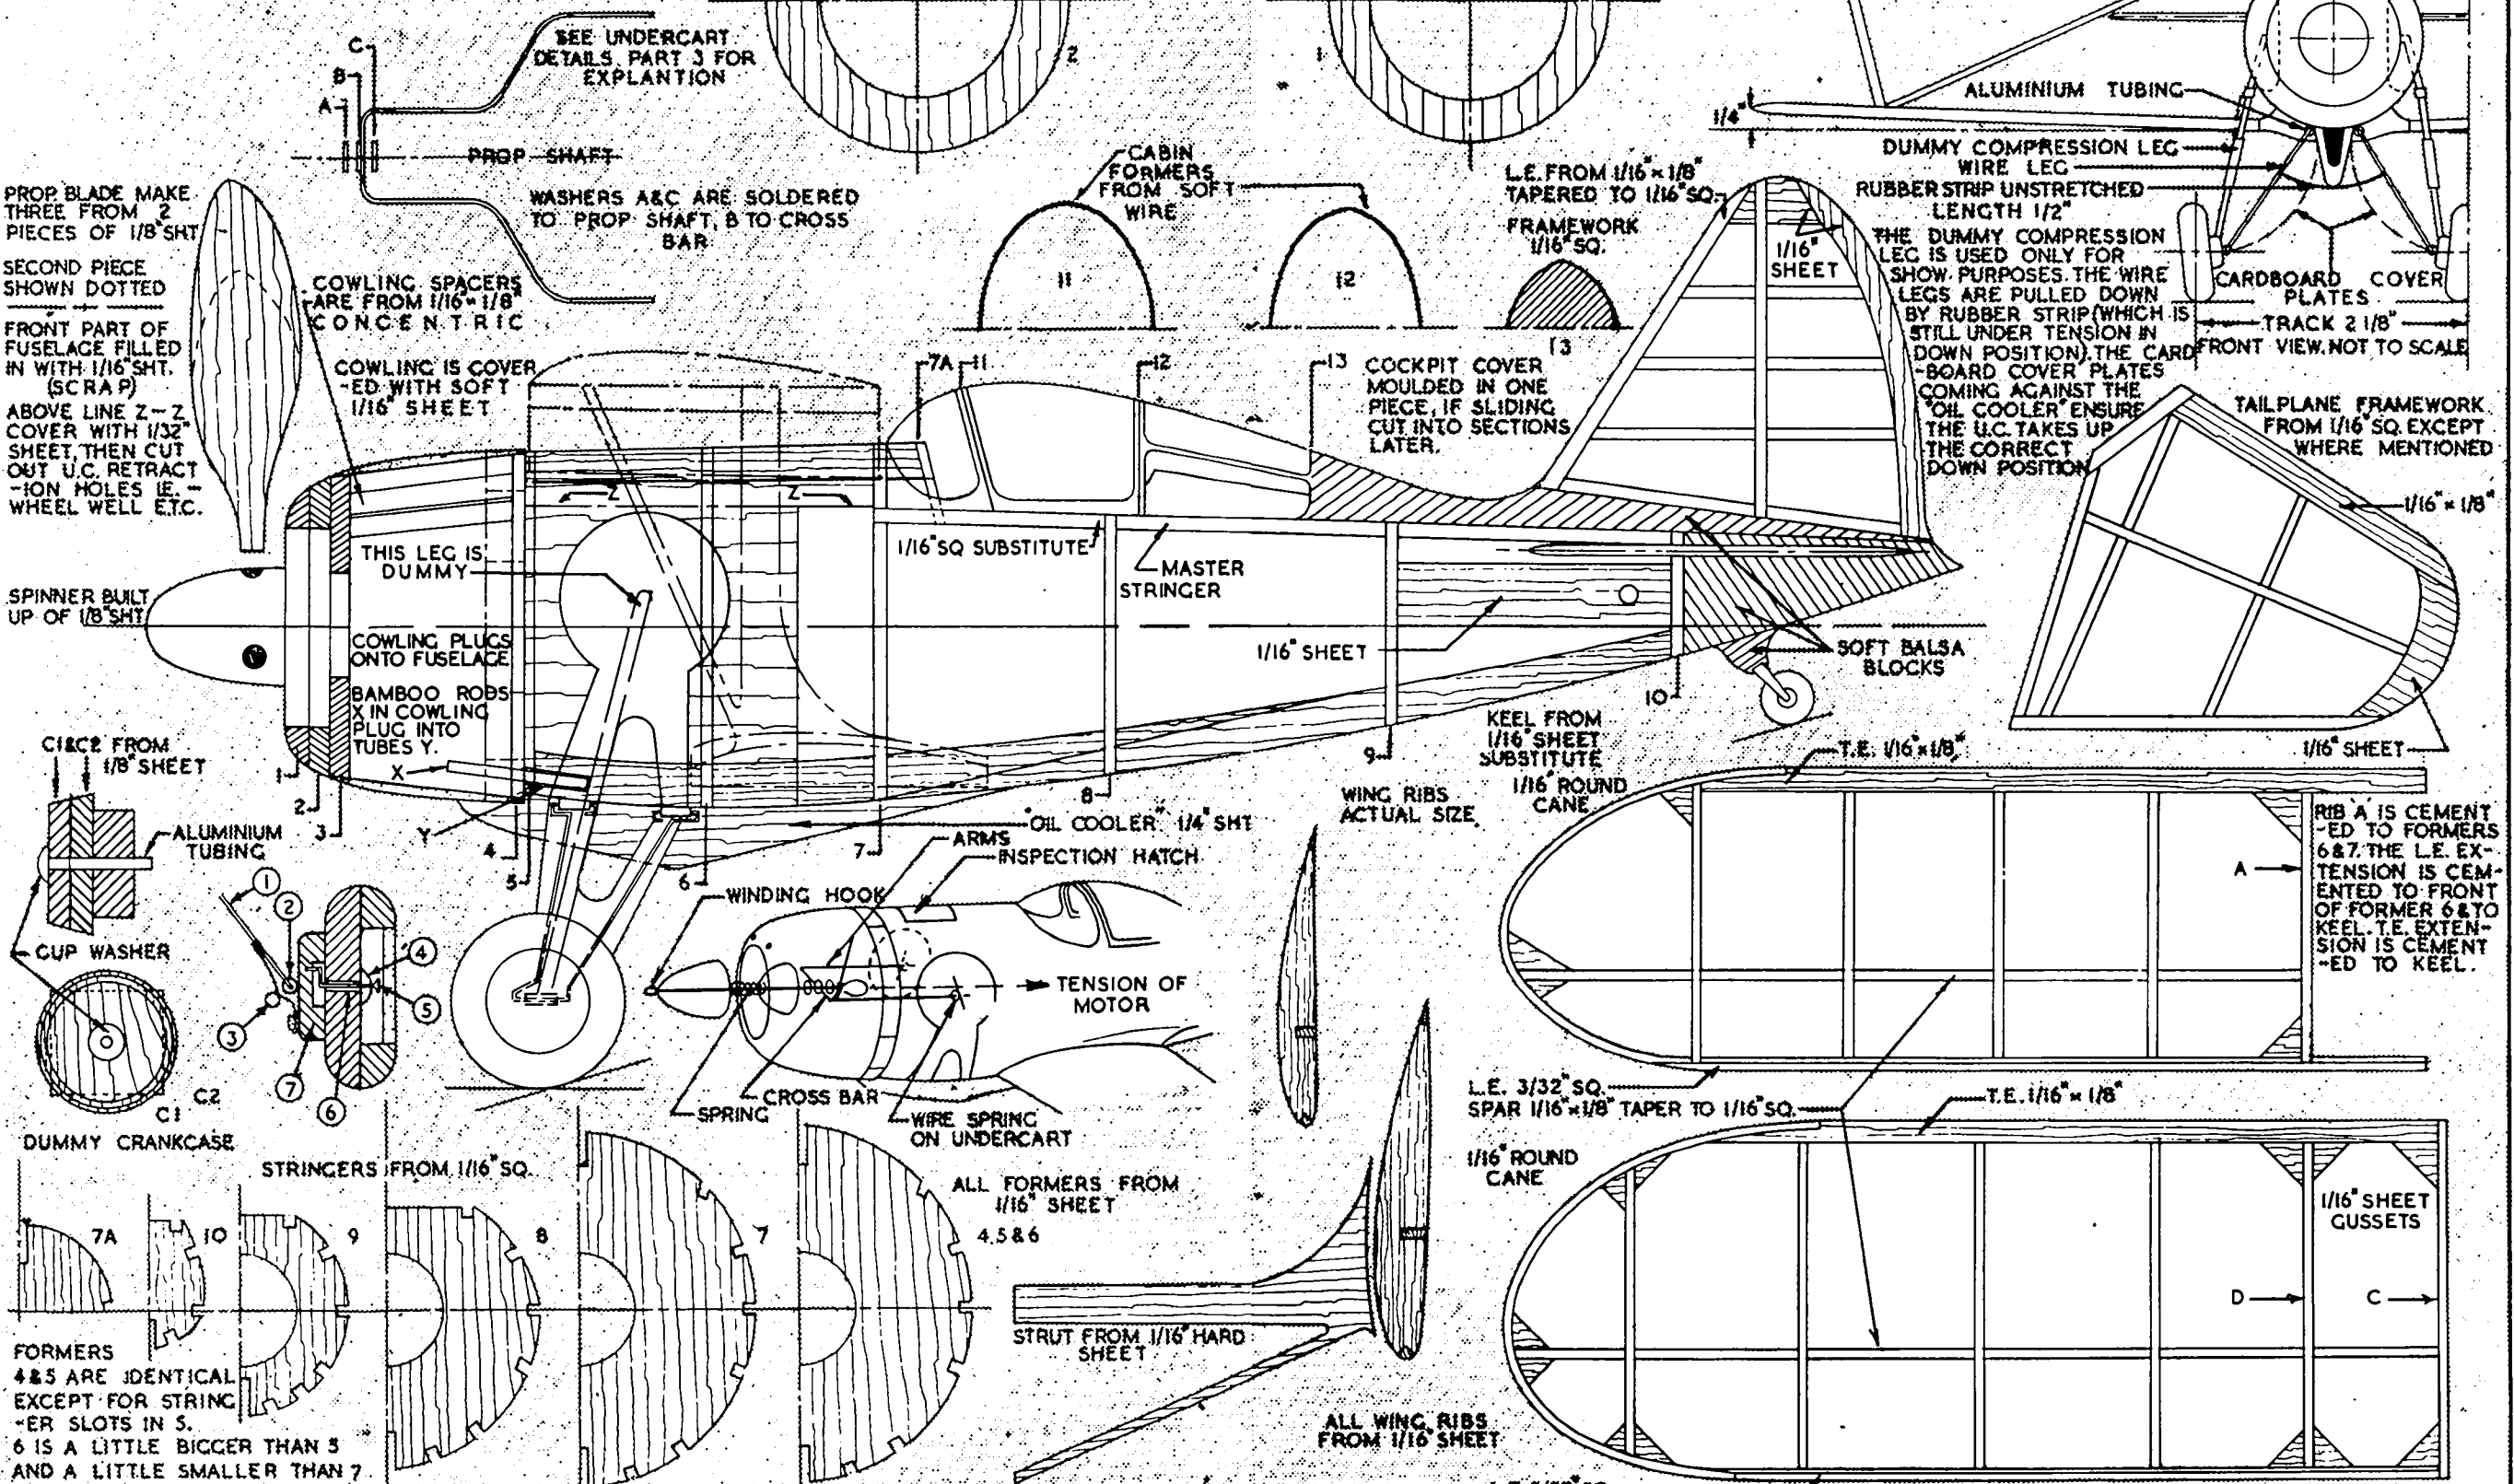 C
B
A
SEE UNDERCART
DETAILS. PART 3 FOR
EXPLANTION
2
1
PROP SHAFT
WASHERS A&C ARE SOLDERED
TO PROP SHAFT, B TO CROSS
BAR
PROP BLADE MAKE
THREE FROM 2
PIECES OF 1/8" SHT
SECOND PIECE
SHOWN DOTTED
FRONT PART OF
FUSELAGE FILLED
IN WITH 1/16" SHT.
(SCRAP)
ABOVE LINE Z-Z
COVER WITH 1/32"
SHEET, THEN CUT
OUT U.C. RETRACT
-ION HOLES IE.-
WHEEL WELL ETC.
COWLING SPACERS
ARE FROM 1/16" × 1/8"
CONCENTRIC
COWLING IS COVER
-ED WITH SOFT
1/16" SHEET
CABIN
FORMERS
FROM SOFT
WIRE
11
12
13
L.E. FROM 1/16" × 1/8"
TAPERED TO 1/16" SQ.
FRAMEWORK
1/16" SQ.
1/16"
SHEET
1/4"
ALUMINIUM TUBING
DUMMY COMPRESSION LEG
WIRE LEG
RUBBER STRIP UNSTRETCHED
LENGTH 1/2"
THE DUMMY COMPRESSION
LEG IS USED ONLY FOR
SHOW PURPOSES. THE WIRE
LEGS ARE PULLED DOWN
BY RUBBER STRIP (WHICH IS
STILL UNDER TENSION IN
DOWN POSITION). THE CARD
-BOARD COVER PLATES
COMING AGAINST THE
"OIL COOLER" ENSURE
THE U.C. TAKES UP
THE CORRECT
DOWN POSITION
CARDBOARD COVER
PLATES
TRACK 2 1/8"
FRONT VIEW. NOT TO SCALE
7A
11
12
13
COCKPIT COVER
MOULDED IN ONE
PIECE, IF SLIDING
CUT INTO SECTIONS
LATER.
TAILPLANE FRAMEWORK
FROM 1/16" SQ. EXCEPT
WHERE MENTIONED
1/16" × 1/8"
1/16" SHEET
Z
Z
THIS LEG IS
DUMMY
1/16" SQ SUBSTITUTE
MASTER
STRINGER
SPINNER BUILT
UP OF 1/8" SHT
COWLING PLUGS
ONTO FUSELAGE
BAMBOO RODS
X IN COWLING
PLUG INTO
TUBES Y.
1/16" SHEET
SOFT BALSA
BLOCKS
X
Y
1
2
3
4
5
6
7
8
9
10
"OIL COOLER" 1/4" SHT
KEEL FROM
1/16" SHEET
SUBSTITUTE
C1&C2 FROM
1/8" SHEET
ALUMINIUM
TUBING
CUP WASHER
C2
C1
DUMMY CRANKCASE
1
2
3
4
5
6
7
ARMS
INSPECTION HATCH
WINDING HOOK
TENSION OF
MOTOR
CROSS BAR
SPRING
WIRE SPRING
ON UNDERCART
WING RIBS
ACTUAL SIZE
1/16" ROUND
CANE
T.E. 1/16" × 1/8"
A
RIB 'A' IS CEMENT
-ED TO FORMERS
6&7. THE L.E. EX-
TENSION IS CEM-
ENTED TO FRONT
OF FORMER 6 & TO
KEEL. T.E. EXTEN-
SION IS CEMENT
-ED TO KEEL.
L.E. 3/32" SQ.
SPAR 1/16" × 1/8" TAPER TO 1/16" SQ.
T.E. 1/16" × 1/8"
1/16" ROUND
CANE
1/16" SHEET
GUSSETS
D
C
STRINGERS FROM 1/16" SQ.
ALL FORMERS FROM
1/16" SHEET
7A
10
9
8
7
4,5&6
FORMERS
4&5 ARE IDENTICAL
EXCEPT FOR STRING
-ER SLOTS IN 5.
6 IS A LITTLE BIGGER THAN 5
AND A LITTLE SMALLER THAN 7
STRUT FROM 1/16" HARD
SHEET
ALL WING RIBS
FROM 1/16" SHEET